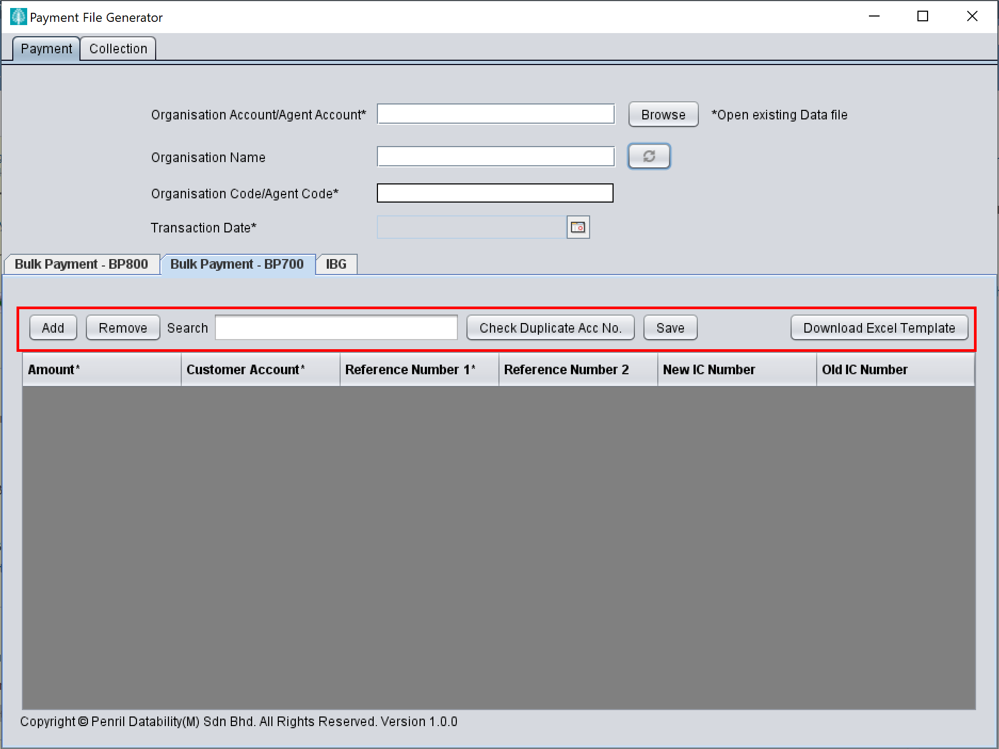 Payment File Generator
Payment Collection
Organisation Account/Agent Account* Browse *Open existing Data file
Organisation Name
Organisation Code/Agent Code*
Transaction Date*
Bulk Payment - BP800 Bulk Payment - BP700 IBG
Add Remove Search Check Duplicate Acc No. Save Download Excel Template
Amount* Customer Account* Reference Number 1* Reference Number 2 New IC Number Old IC Number
Copyright © Penril Datability(M) Sdn Bhd. All Rights Reserved. Version 1.0.0